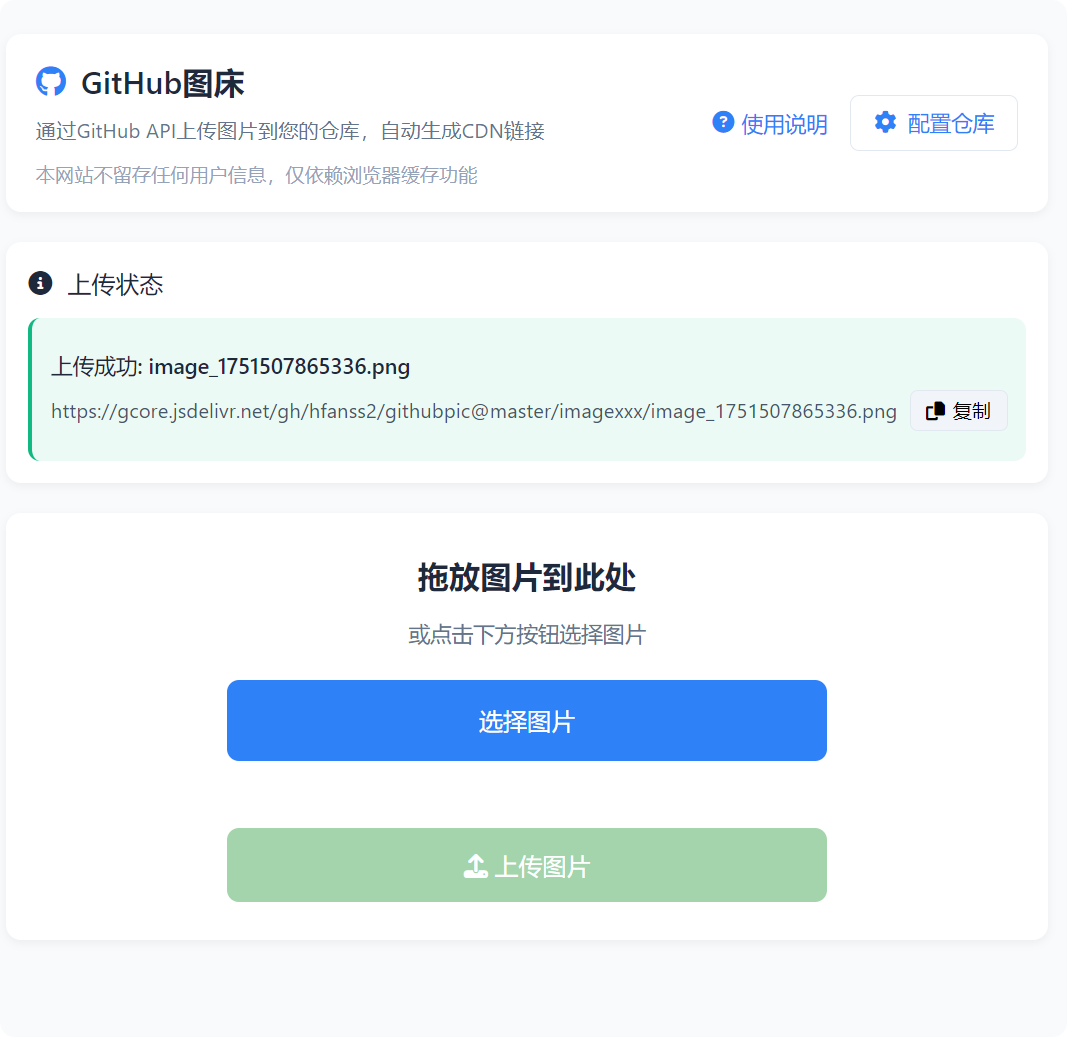 GitHub图床
通过GitHub API上传图片到您的仓库，自动生成CDN链接
本网站不留存任何用户信息，仅依赖浏览器缓存功能
使用说明
配置仓库
上传状态
上传成功: image_1751507865336.png
https://gcore.jsdelivr.net/gh/hfanss2/githubpic@master/imagexxx/image_1751507865336.png
复制
拖放图片到此处
或点击下方按钮选择图片
选择图片
上传图片